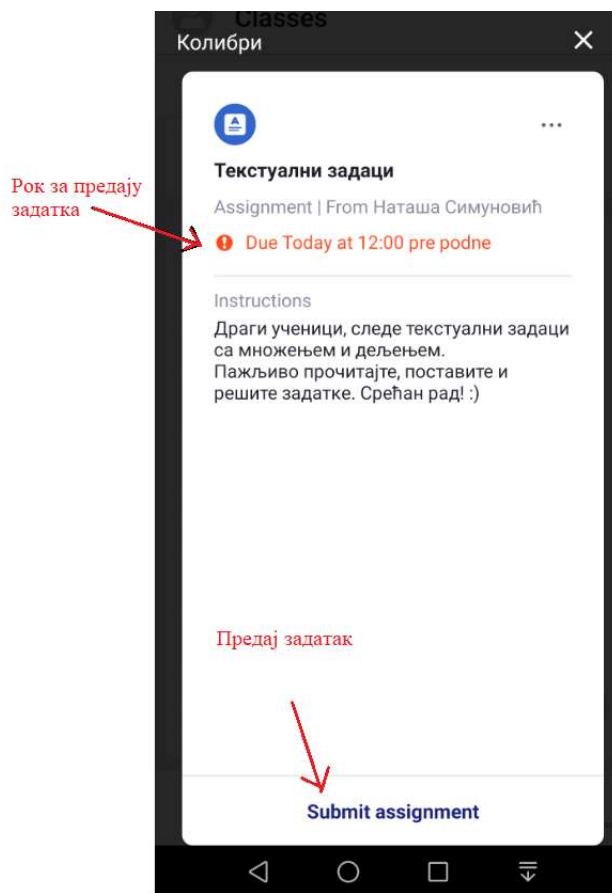 Classes
Колибри
Текстуални задаци
Рок за предају
задатка
Assignment | From Наташа Симуновић
Due Today at 12:00 pre podne
Instructions
Драги ученици, следе текстуални задаци
са множењем и дељењем.
Пажљиво прочитајте, поставите и
решите задатке. Срећан рад! :)
Предај задатак
Submit assignment